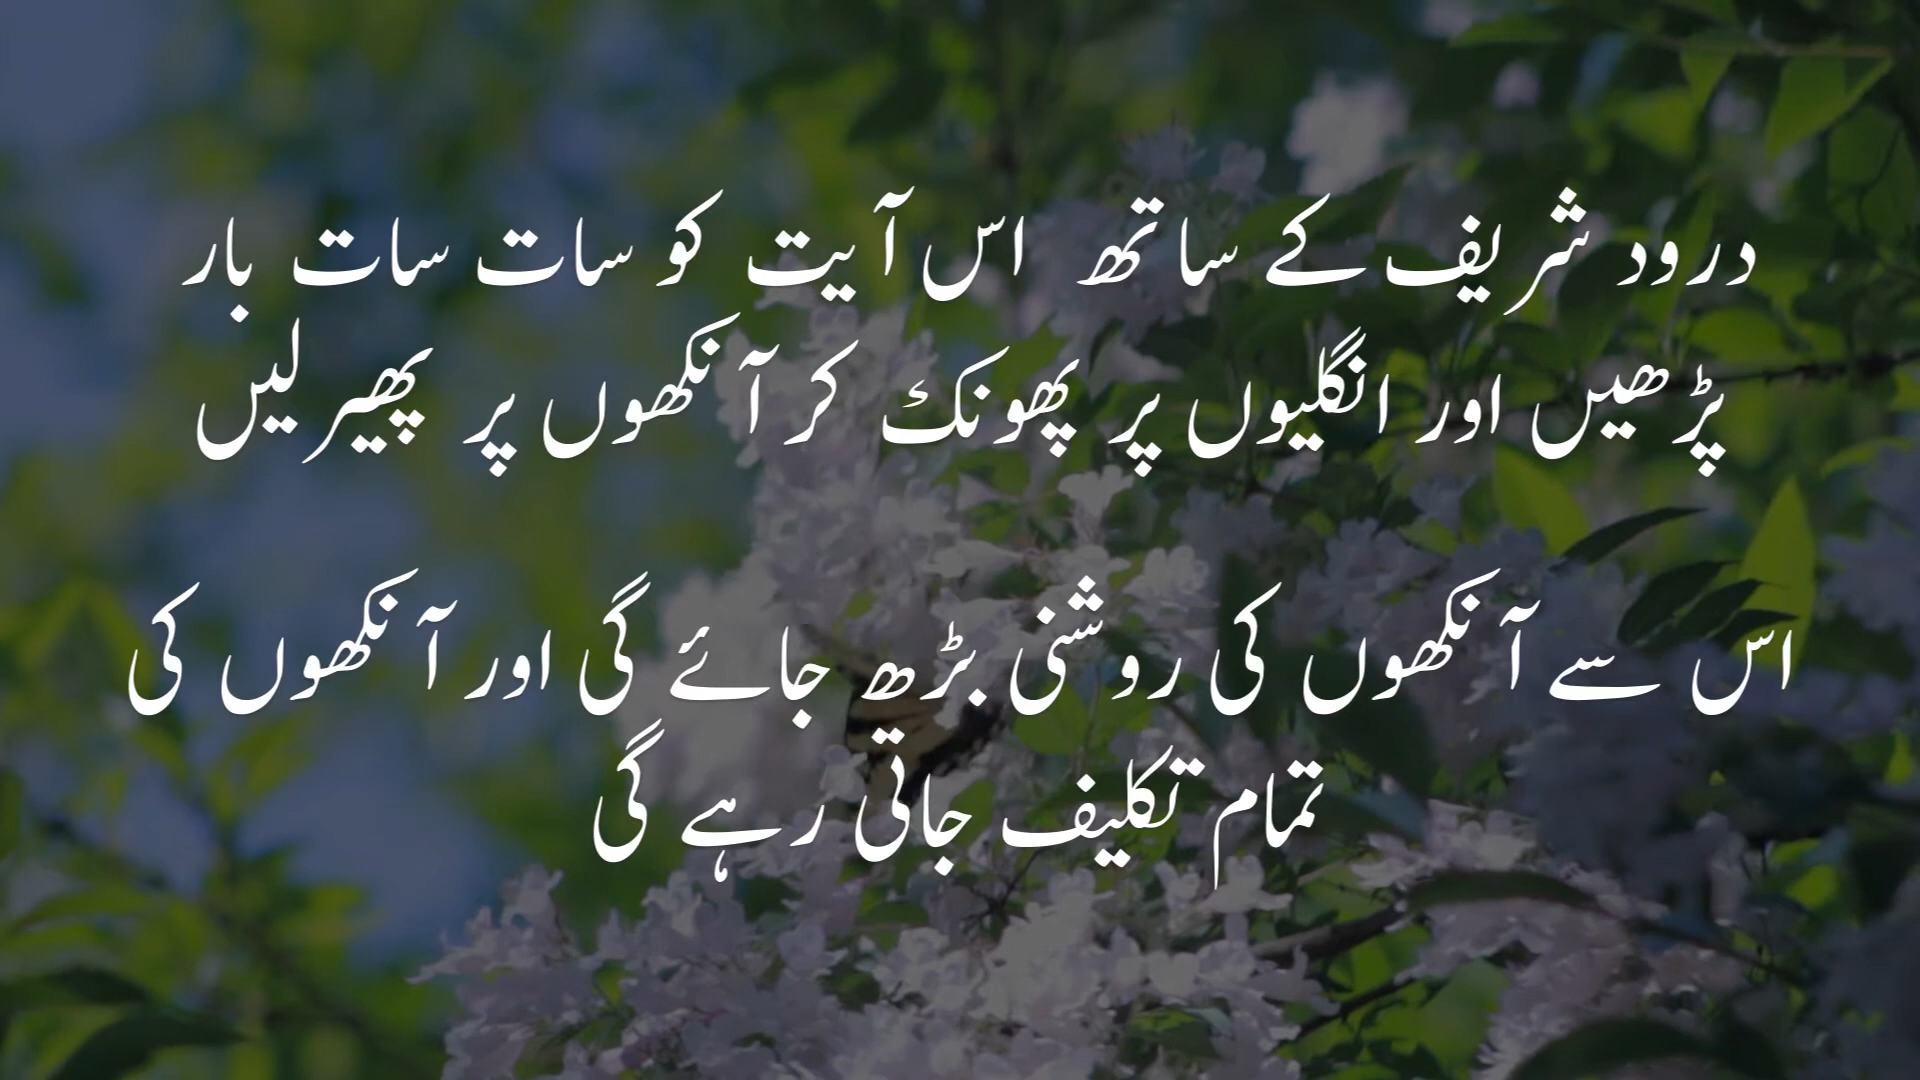 درود شریف کے ساتھ اس آیت کو سات سات بار
پڑھیں اور انگلیوں پر پھونک کر آنکھوں پر پھیر لیں
اس سے آنکھوں کی روشنی بڑھ جائے گی اور آنکھوں کی
تمام تکلیف جاتی رہے گی